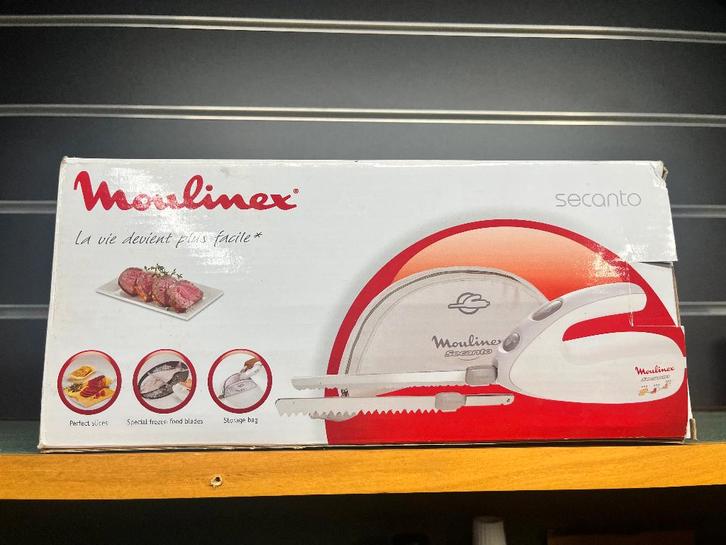 Moulinex®
secanto
La vie devient plus facile*
Moulinex
Secanto
Moulinex
Perfect slices
Special frozen food blades
Storage bag